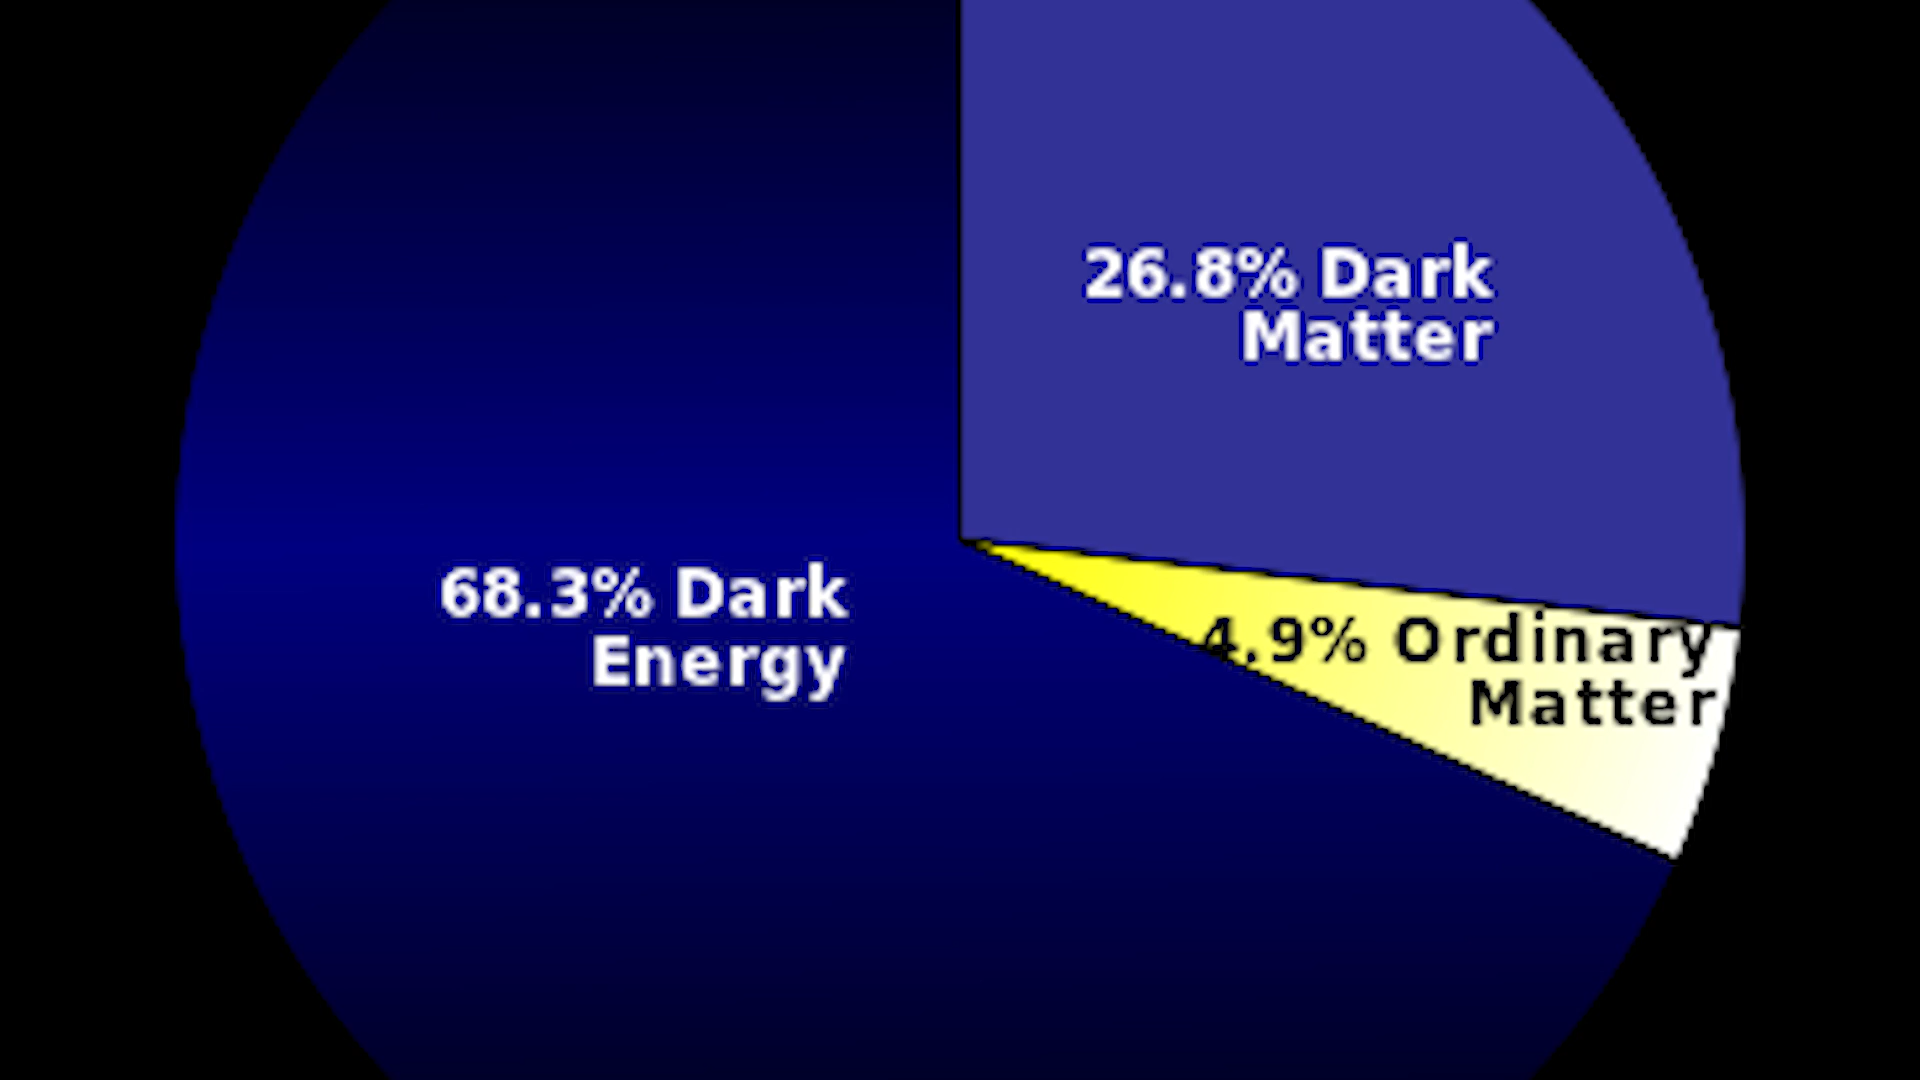 26.8% Dark
Matter
68.3% Dark
Energy
4.9% Ordinary
Matter